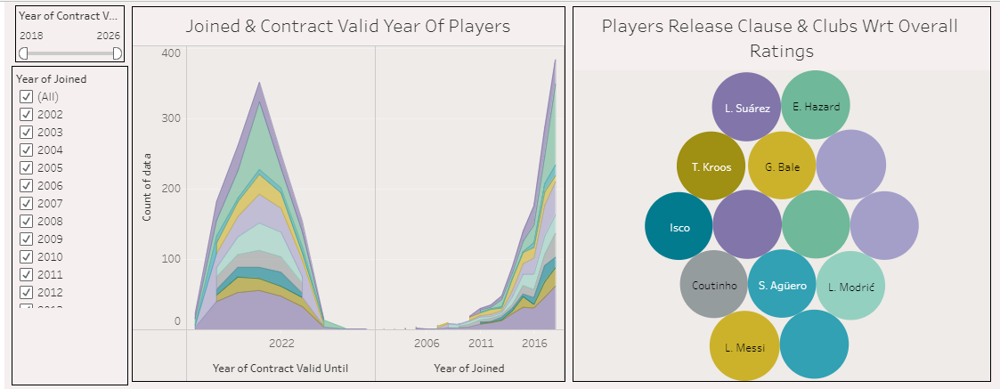 Year of Contract V...
2018 2026
Year of Joined
(All)
2002
2003
2004
2005
2006
2007
2008
2009
2010
2011
2012
Joined & Contract Valid Year Of Players
Count of data
400
300
200
100
0
2022
2006 2011 2016
Year of Contract Valid Until
Year of Joined
Players Release Clause & Clubs Wrt Overall
Ratings
L. Suárez
E. Hazard
T. Kroos
G. Bale
Isco
Coutinho
S. Agüero
L. Modrić
L. Messi